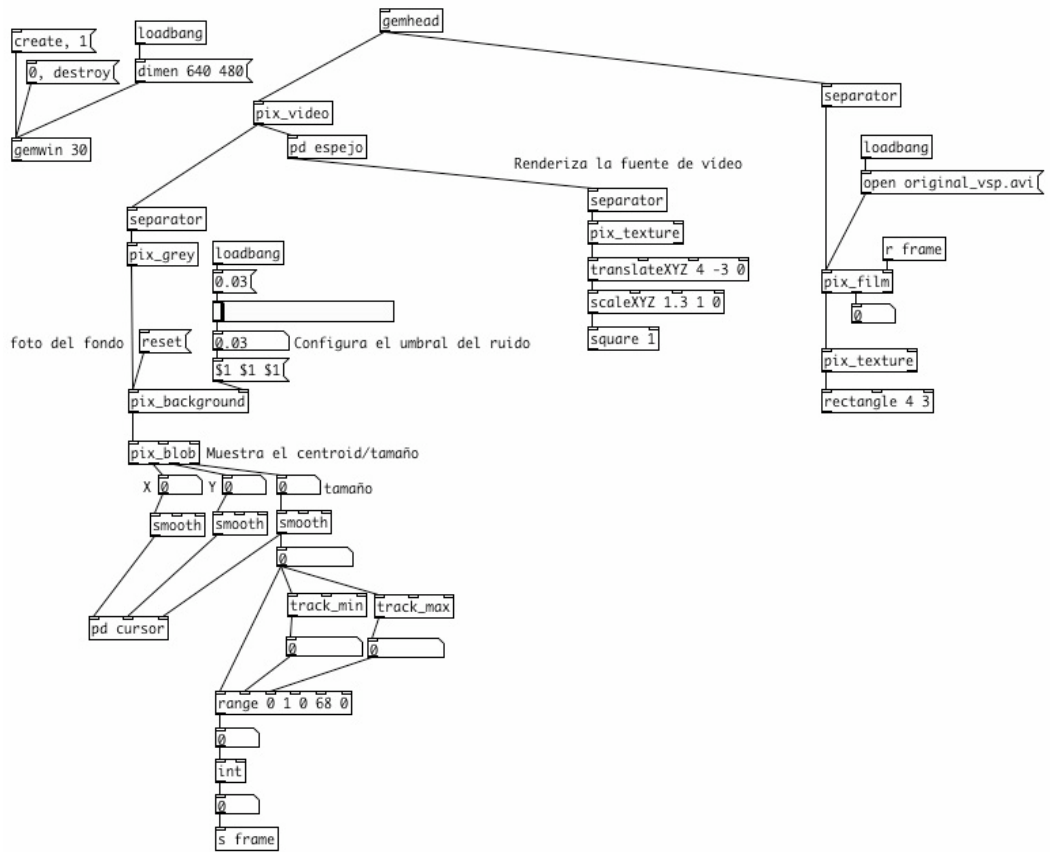 gemhead
create, 1
loadbang
0, destroy
dimen 640 480
gemwin 30
pix_video
pd espejo
separator
loadbang
open original_vsp.avi
Renderiza la fuente de video
separator
pix_texture
translateXYZ 4 -3 0
scaleXYZ 1.3 1 0
square 1
r frame
pix_film
0
pix_texture
rectangle 4 3
separator
pix_grey
loadbang
0.03
foto del fondo
reset
0.03
Configura el umbral del ruido
$1 $1 $1
pix_background
pix_blob
Muestra el centroid/tamaño
X
0
Y
0
0
tamaño
smooth
smooth
smooth
0
track_min
track_max
pd cursor
0
0
range 0 1 0 68 0
0
int
0
s frame